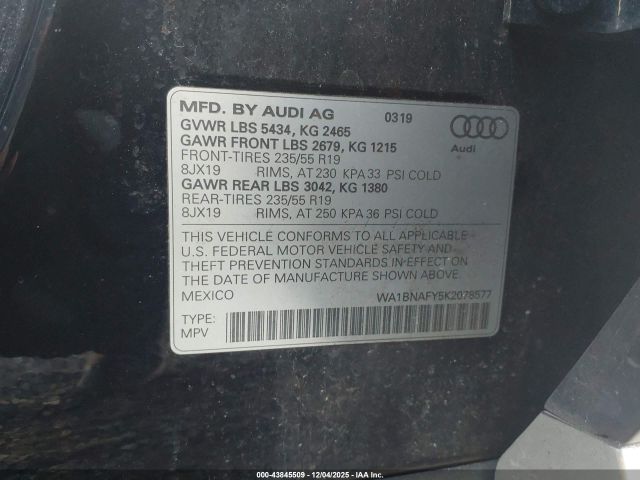 MFD. BY AUDI AG 0319
GVWR LBS 5434, KG 2465
GAWR FRONT LBS 2679, KG 1215
FRONT-TIRES 235/55 R19
8JX19 RIMS, AT 230 KPA 33 PSI COLD
GAWR REAR LBS 3042, KG 1380
REAR-TIRES 235/55 R19
8JX19 RIMS, AT 250 KPA 36 PSI COLD
Audi
THIS VEHICLE CONFORMS TO ALL APPLICABLE
U.S. FEDERAL MOTOR VEHICLE SAFETY AND
THEFT PREVENTION STANDARDS IN EFFECT ON
THE DATE OF MANUFACTURE SHOWN ABOVE.
MEXICO WA1BNAFY5K2078577
TYPE:
MPV
000-43845509 - 12/04/2025 - IAA Inc.